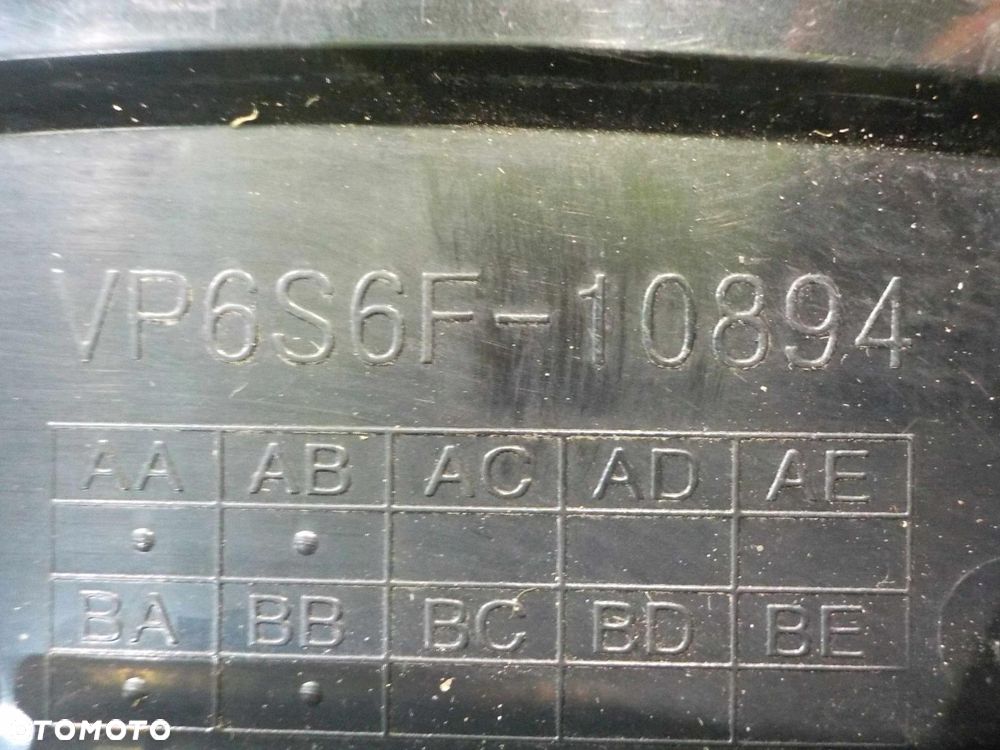 VP6S6F-10894
AA AB AC AD AE
BA BB BC BD BE
OTOMOTO